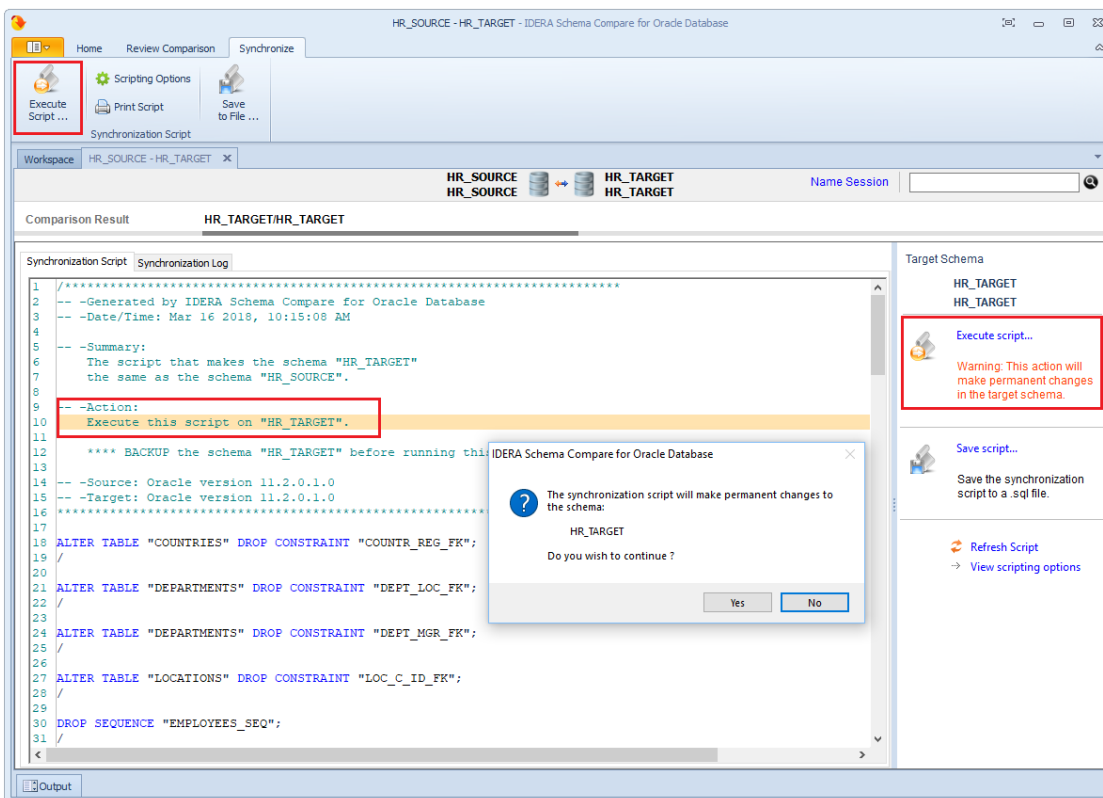 HR_SOURCE - HR_TARGET - IDERA Schema Compare for Oracle Database
Home Review Comparison Synchronize
Execute Script ...
Scripting Options
Print Script
Save to File ...
Synchronization Script
Workspace HR_SOURCE - HR_TARGET
HR_SOURCE HR_TARGET
HR_SOURCE HR_TARGET
Name Session
Comparison Result HR_TARGET/HR_TARGET
Synchronization Script Synchronization Log
1 /**************************************************************************
2 -- -Generated by IDERA Schema Compare for Oracle Database
3 -- -Date/Time: Mar 16 2018, 10:15:08 AM
4
5 -- -Summary:
6 The script that makes the schema "HR_TARGET"
7 the same as the schema "HR_SOURCE".
8
9 -- -Action:
10 Execute this script on "HR_TARGET".
11
12 **** BACKUP the schema "HR_TARGET" before running this
13
14 -- -Source: Oracle version 11.2.0.1.0
15 -- -Target: Oracle version 11.2.0.1.0
16 **********************************************************
17
18 ALTER TABLE "COUNTRIES" DROP CONSTRAINT "COUNTR_REG_FK";
19 /
20
21 ALTER TABLE "DEPARTMENTS" DROP CONSTRAINT "DEPT_LOC_FK";
22 /
23
24 ALTER TABLE "DEPARTMENTS" DROP CONSTRAINT "DEPT_MGR_FK";
25 /
26
27 ALTER TABLE "LOCATIONS" DROP CONSTRAINT "LOC_C_ID_FK";
28 /
29
30 DROP SEQUENCE "EMPLOYEES_SEQ";
31 /
IDERA Schema Compare for Oracle Database
The synchronization script will make permanent changes to
the schema:
HR_TARGET
Do you wish to continue ?
Yes No
Target Schema
HR_TARGET
HR_TARGET
Execute script...
Warning: This action will
make permanent changes
in the target schema.
Save script...
Save the synchronization
script to a .sql file.
Refresh Script
View scripting options
Output